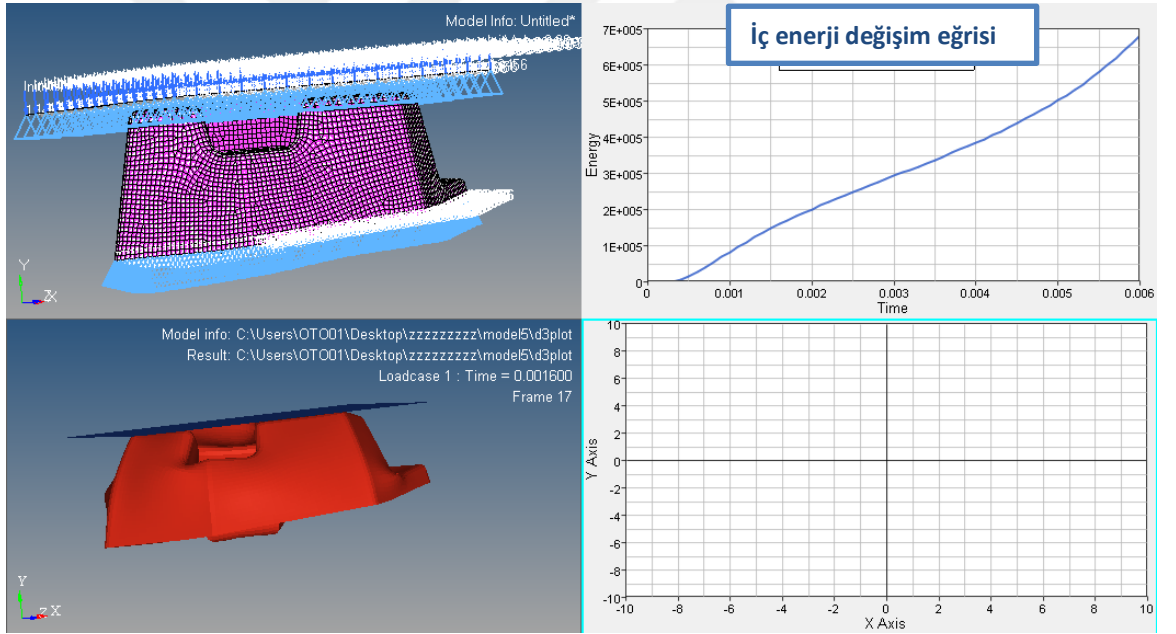 Model Info: Untitled*
Y
X
İç enerji değişim eğrisi
7E+005
6E+005
5E+005
4E+005
3E+005
2E+005
1E+005
0
Energy
0 0.001 0.002 0.003 0.004 0.005 0.006
Time
Model info: C:\Users\OTO01\Desktop\zzzzzzzzz\model5\d3plot
Result: C:\Users\OTO01\Desktop\zzzzzzzzz\model5\d3plot
Loadcase 1 : Time = 0.001600
Frame 17
Y
z X
10
8
6
4
2
0
-2
-4
-6
-8
-10
Y Axis
-10 -8 -6 -4 -2 0 2 4 6 8 10
X Axis